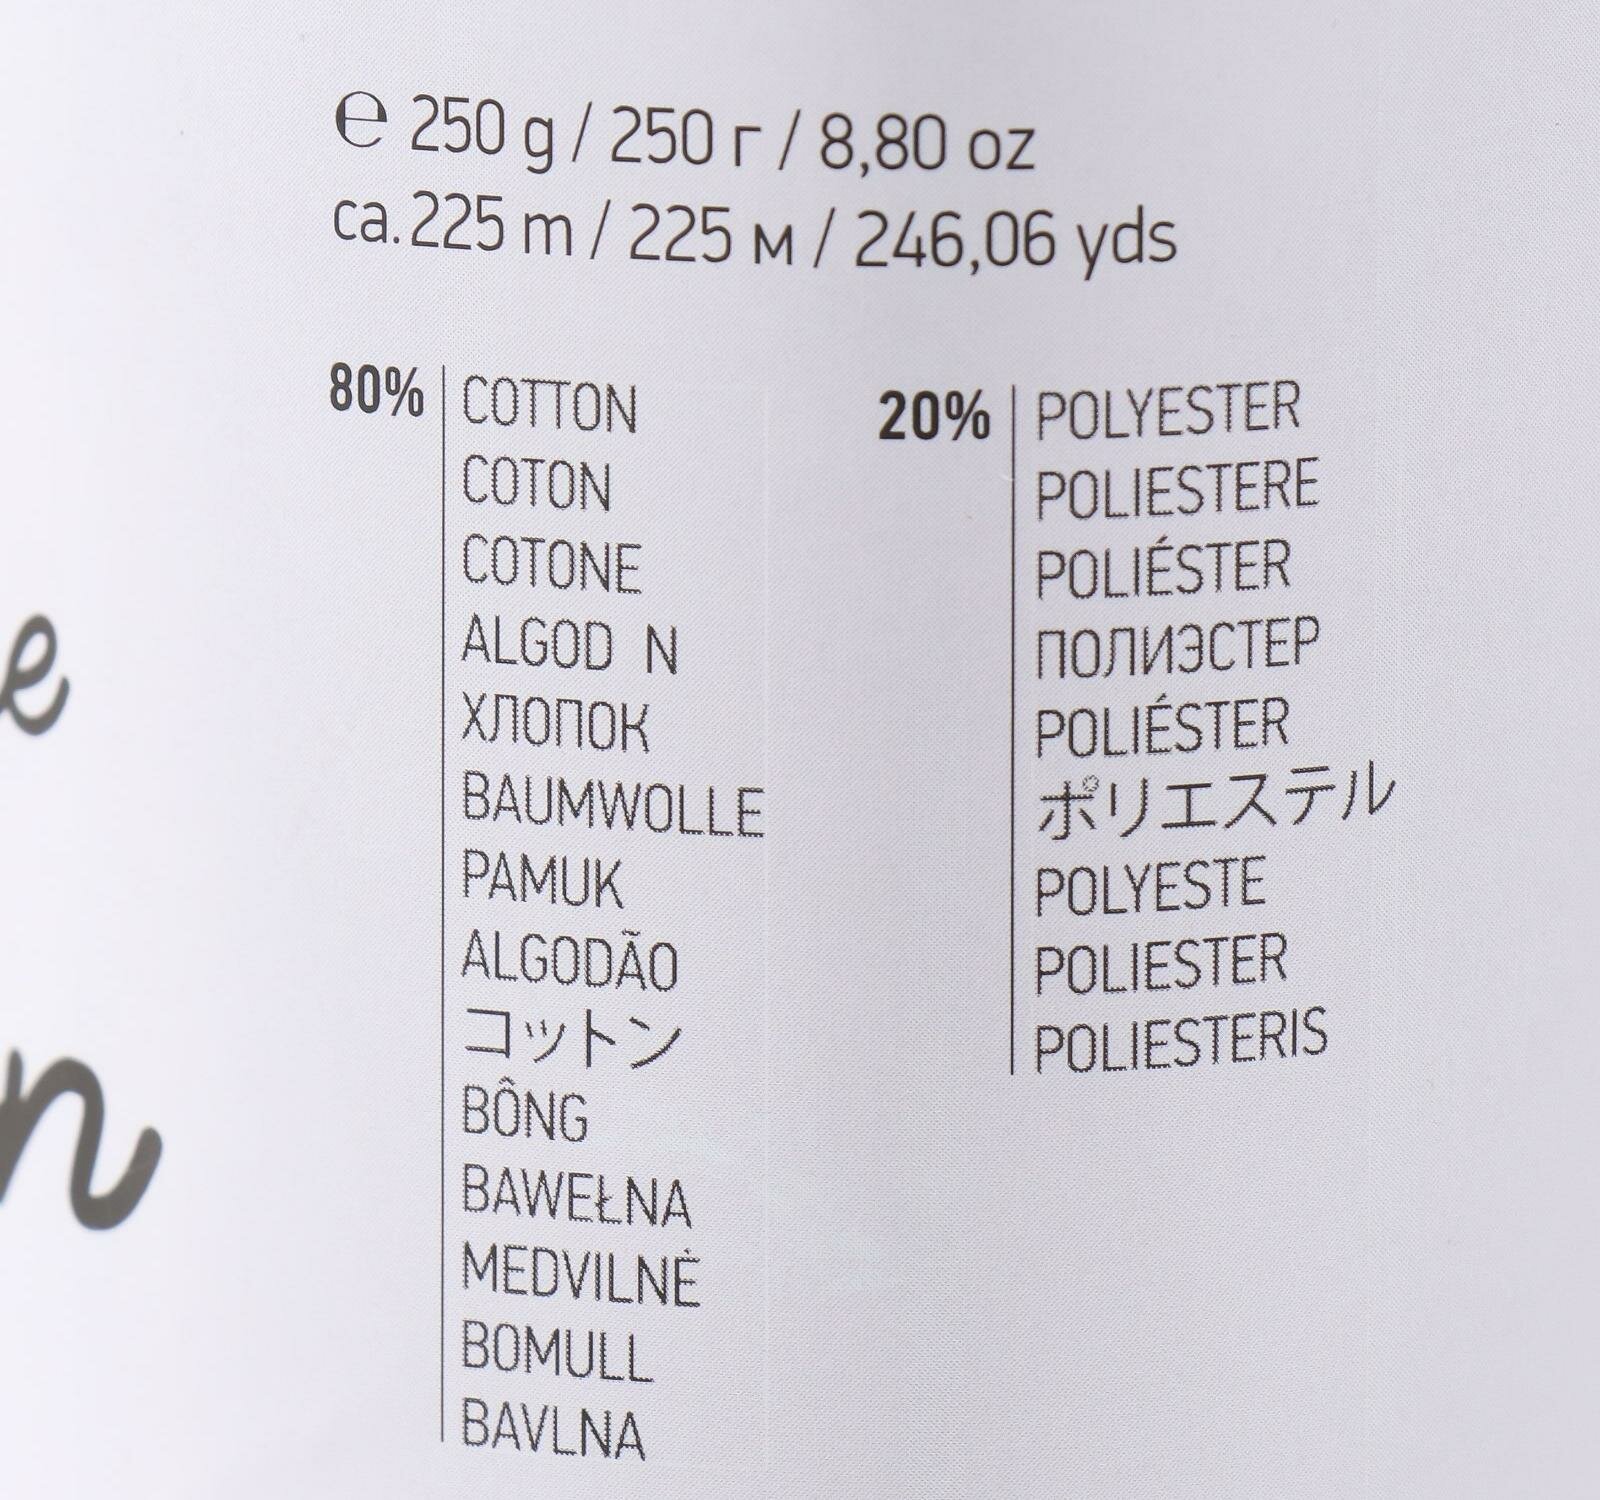 ℮ 250 g / 250 г / 8,80 oz
ca. 225 m / 225 м / 246,06 yds
80%
COTTON
COTON
COTONE
ALGOD N
ХЛОПОК
BAUMWOLLE
PAMUK
ALGODÃO
コットン
BÔNG
BAWEŁNA
MEDVILNĖ
BOMULL
BAVLNA
20%
POLYESTER
POLIESTERE
POLIÉSTER
ПОЛИЭСТЕР
POLIÉSTER
ポリエステル
POLYESTE
POLIESTER
POLIESTERIS